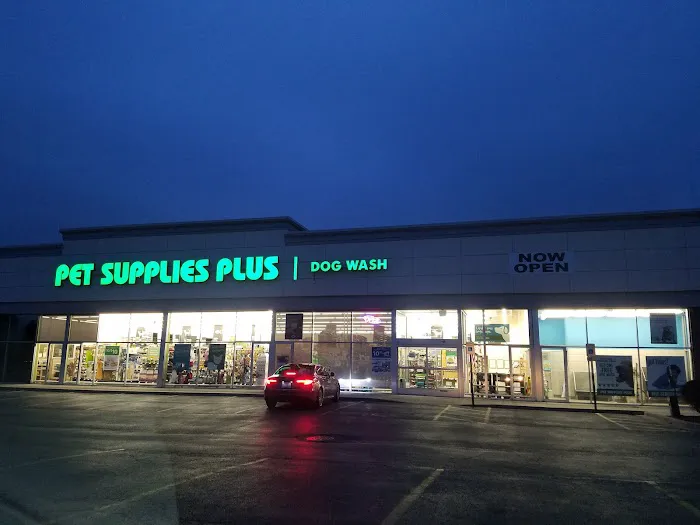 PET SUPPLIES PLUS | DOG WASH
NOW
OPEN